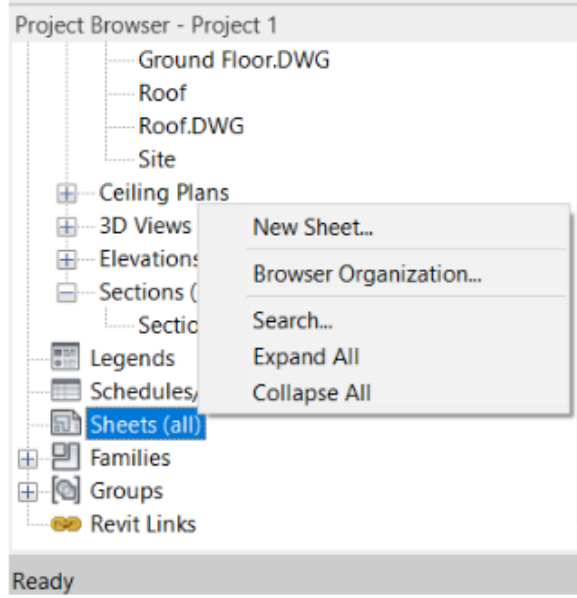 Project Browser - Project 1
Ground Floor.DWG
Roof
Roof.DWG
Site
Ceiling Plans
3D Views
Elevations
Sections (
Sectio
Legends
Schedules/
Sheets (all)
Families
Groups
Revit Links
New Sheet...
Browser Organization...
Search...
Expand All
Collapse All
Ready